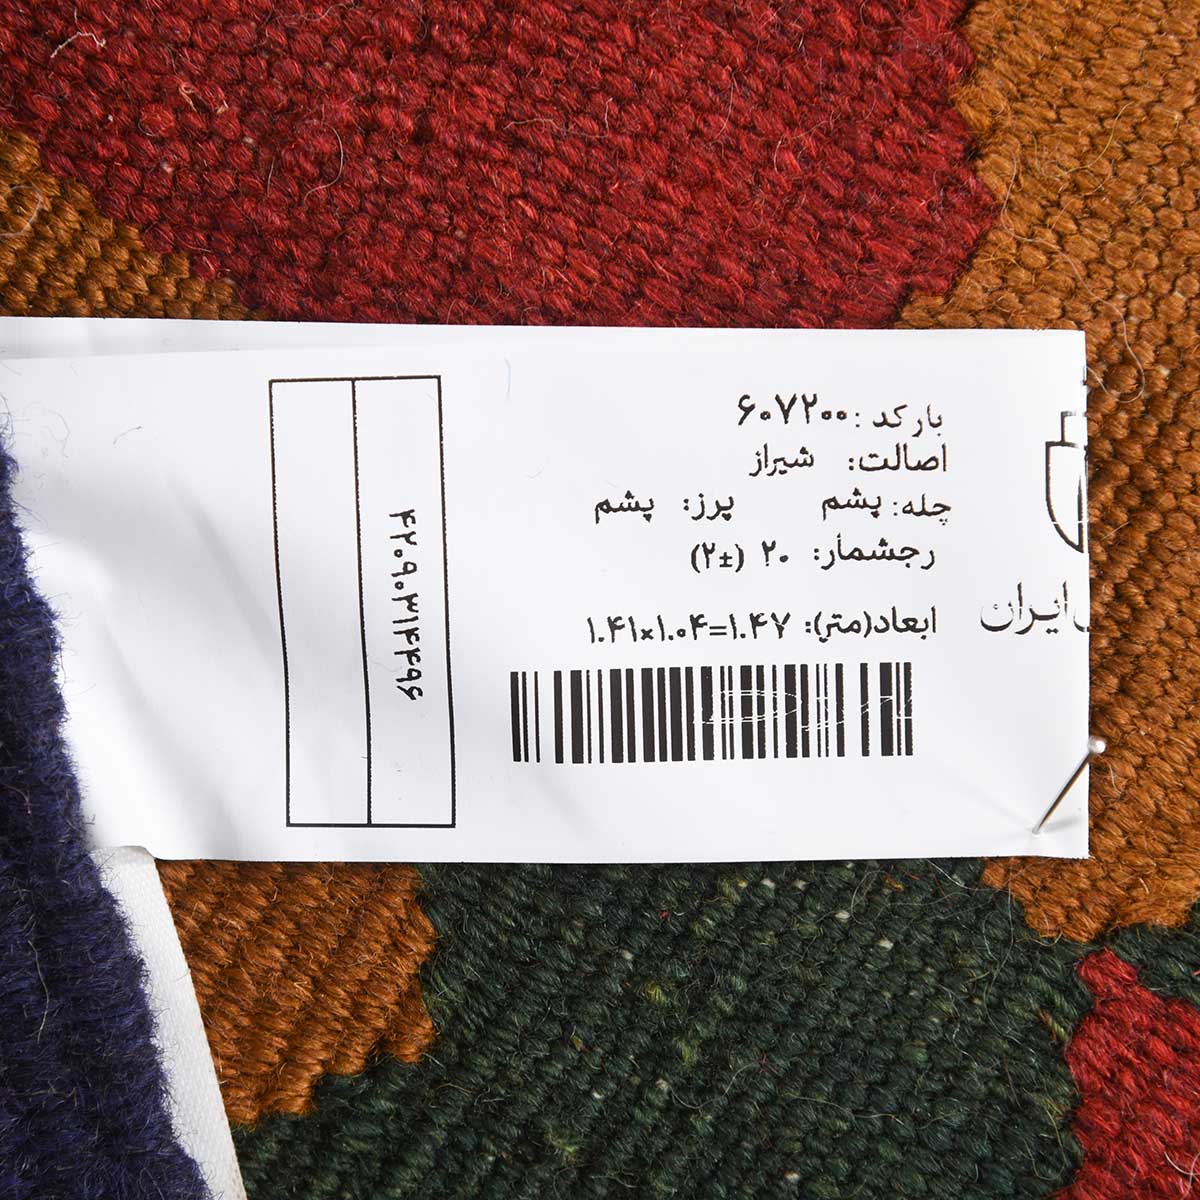 بارکد: ۶۰۷۲۰۰
اصالت: شیراز
چله: پشم پرز: پشم
رجشمار: ۲۰ (±۲)
ابعاد(متر): ۱.۴۱×۱.۰۴=۱.۴۷
ایران
۴۲۰۹۰۳۱۴۴۹۶